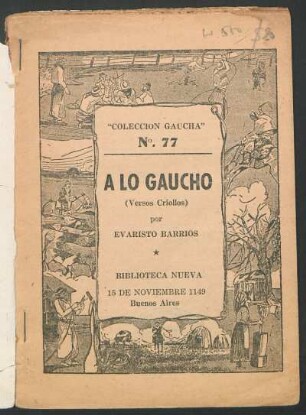 "COLECCION GAUCHA"
Nº. 77
A LO GAUCHO
(Versos Criollos)
por
EVARISTO BARRIOS
BIBLIOTECA NUEVA
15 DE NOVIEMBRE 1149
Buenos Aires